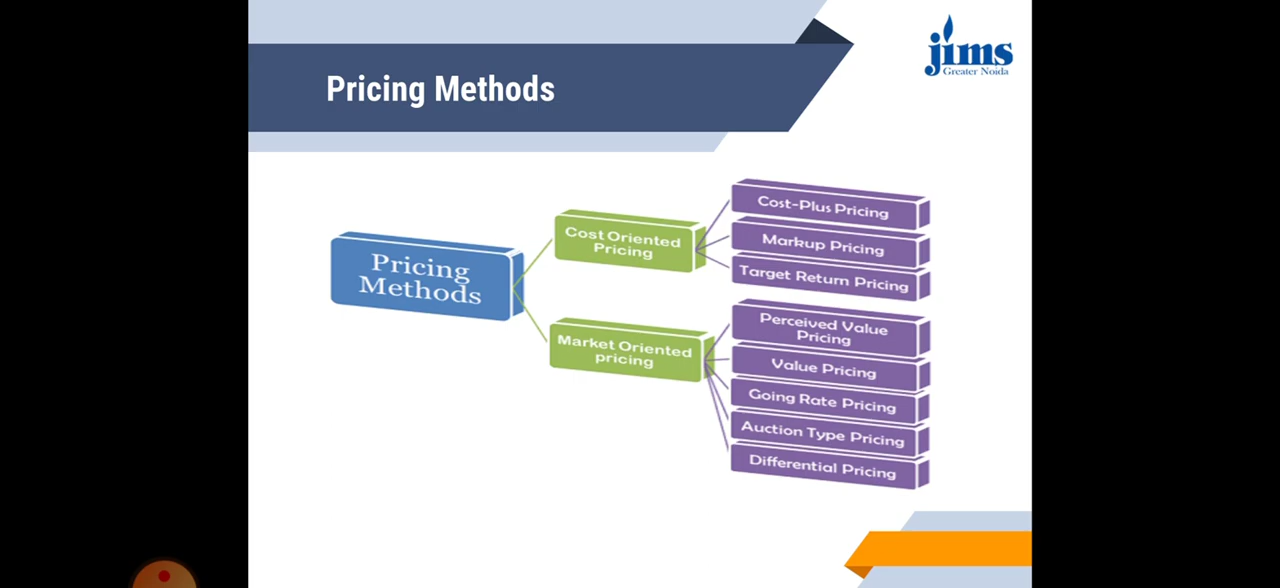 jims
Greater Noida
Pricing Methods
Pricing
Methods
Cost Oriented
Pricing
Cost-Plus Pricing
Markup Pricing
Target Return Pricing
Market Oriented
pricing
Perceived Value
Pricing
Value Pricing
Going Rate Pricing
Auction Type Pricing
Differential Pricing